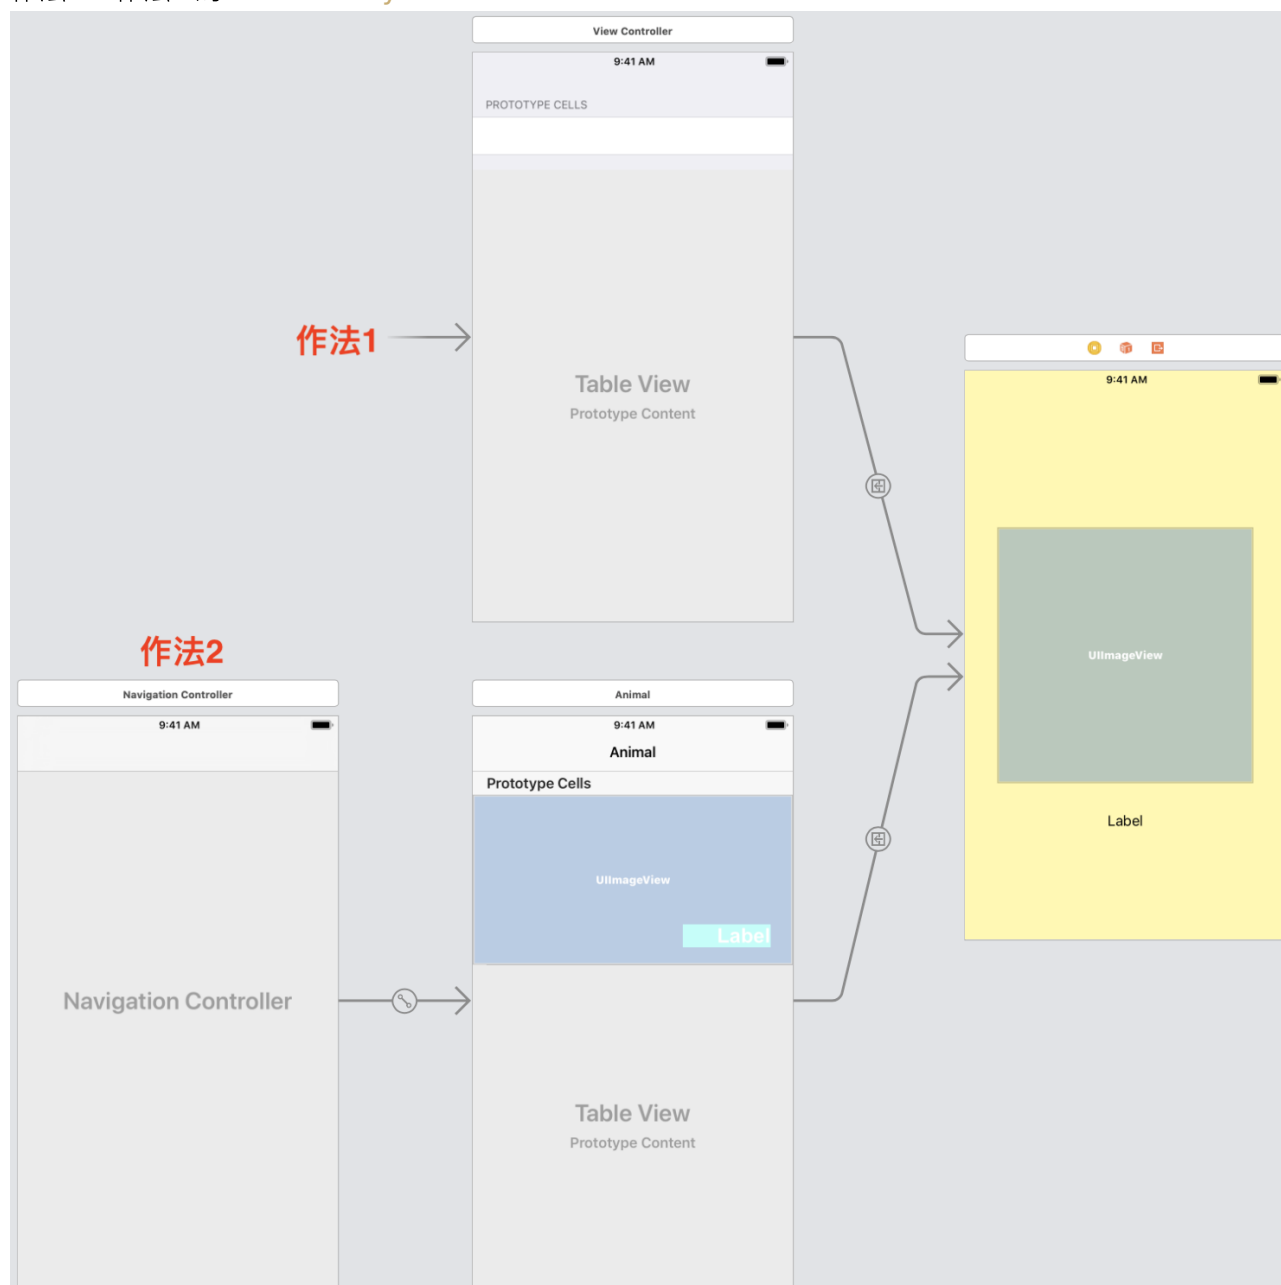 View Controller
9:41 AM
PROTOTYPE CELLS
作法1
Table View
Prototype Content
9:41 AM
UIImageView
Label
作法2
Navigation Controller
9:41 AM
Navigation Controller
Animal
9:41 AM
Animal
Prototype Cells
UIImageView
Label
Table View
Prototype Content